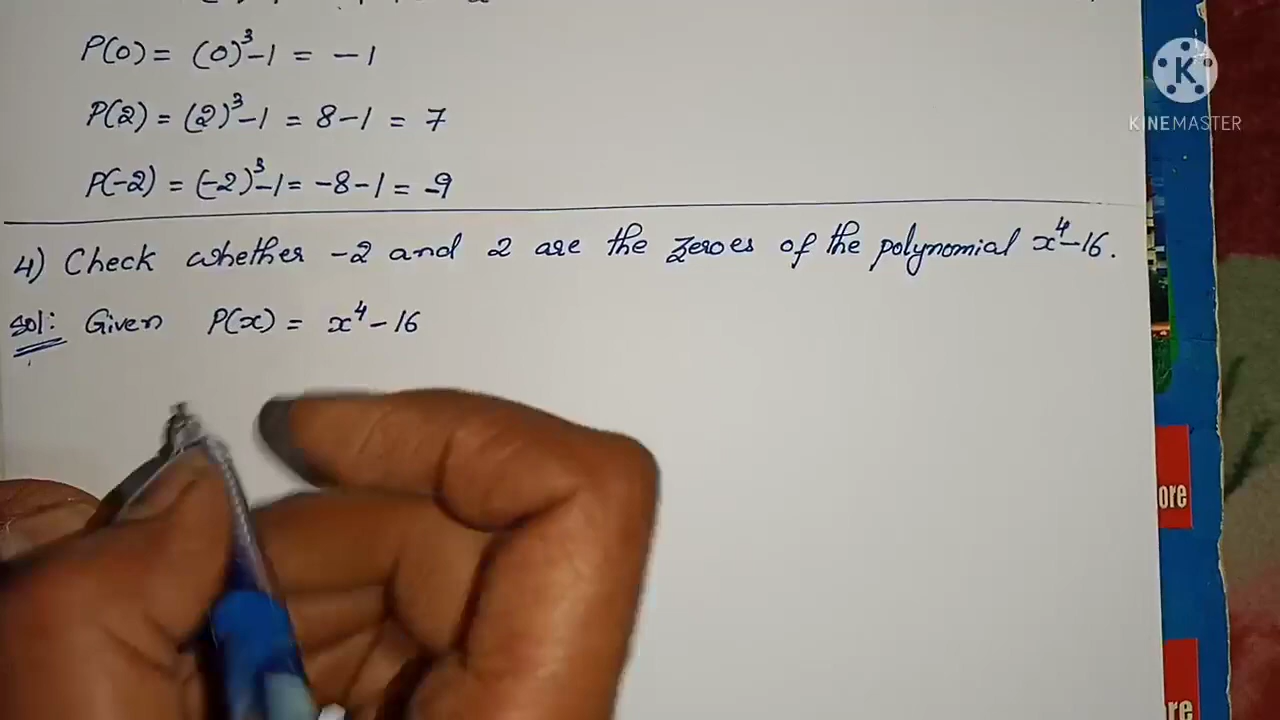 P(0) = (0)³-1 = -1
P(2) = (2)³-1 = 8-1 = 7
P(-2) = (-2)³-1 = -8-1 = -9
4) Check whether -2 and 2 are the zeroes of the polynomial x⁴-16.
Sol: Given P(x) = x⁴-16
K
KINEMASTER
ore
re